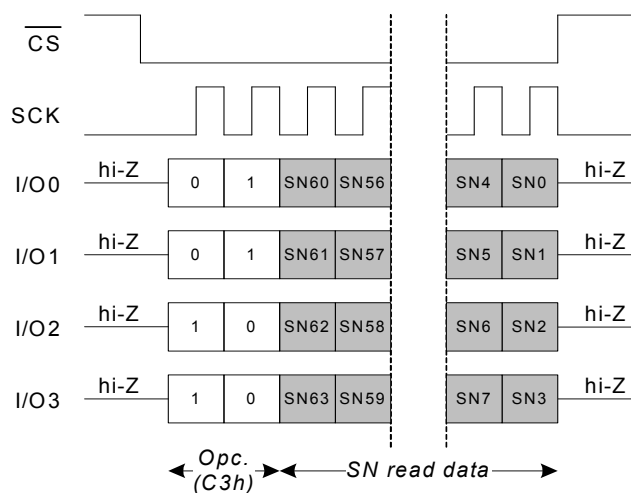 CS
SCK
hi-Z 0 1 SN60 SN56 SN4 SN0 hi-Z
I/O0
hi-Z 0 1 SN61 SN57 SN5 SN1 hi-Z
I/O1
hi-Z 1 0 SN62 SN58 SN6 SN2 hi-Z
I/O2
hi-Z 1 0 SN63 SN59 SN7 SN3 hi-Z
I/O3
Opc. SN read data
(C3h)